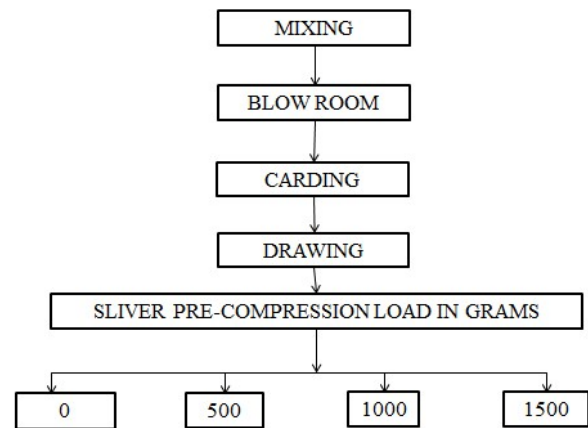 MIXING
BLOW ROOM
CARDING
DRAWING
SLIVER PRE-COMPRESSION LOAD IN GRAMS
0 500 1000 1500